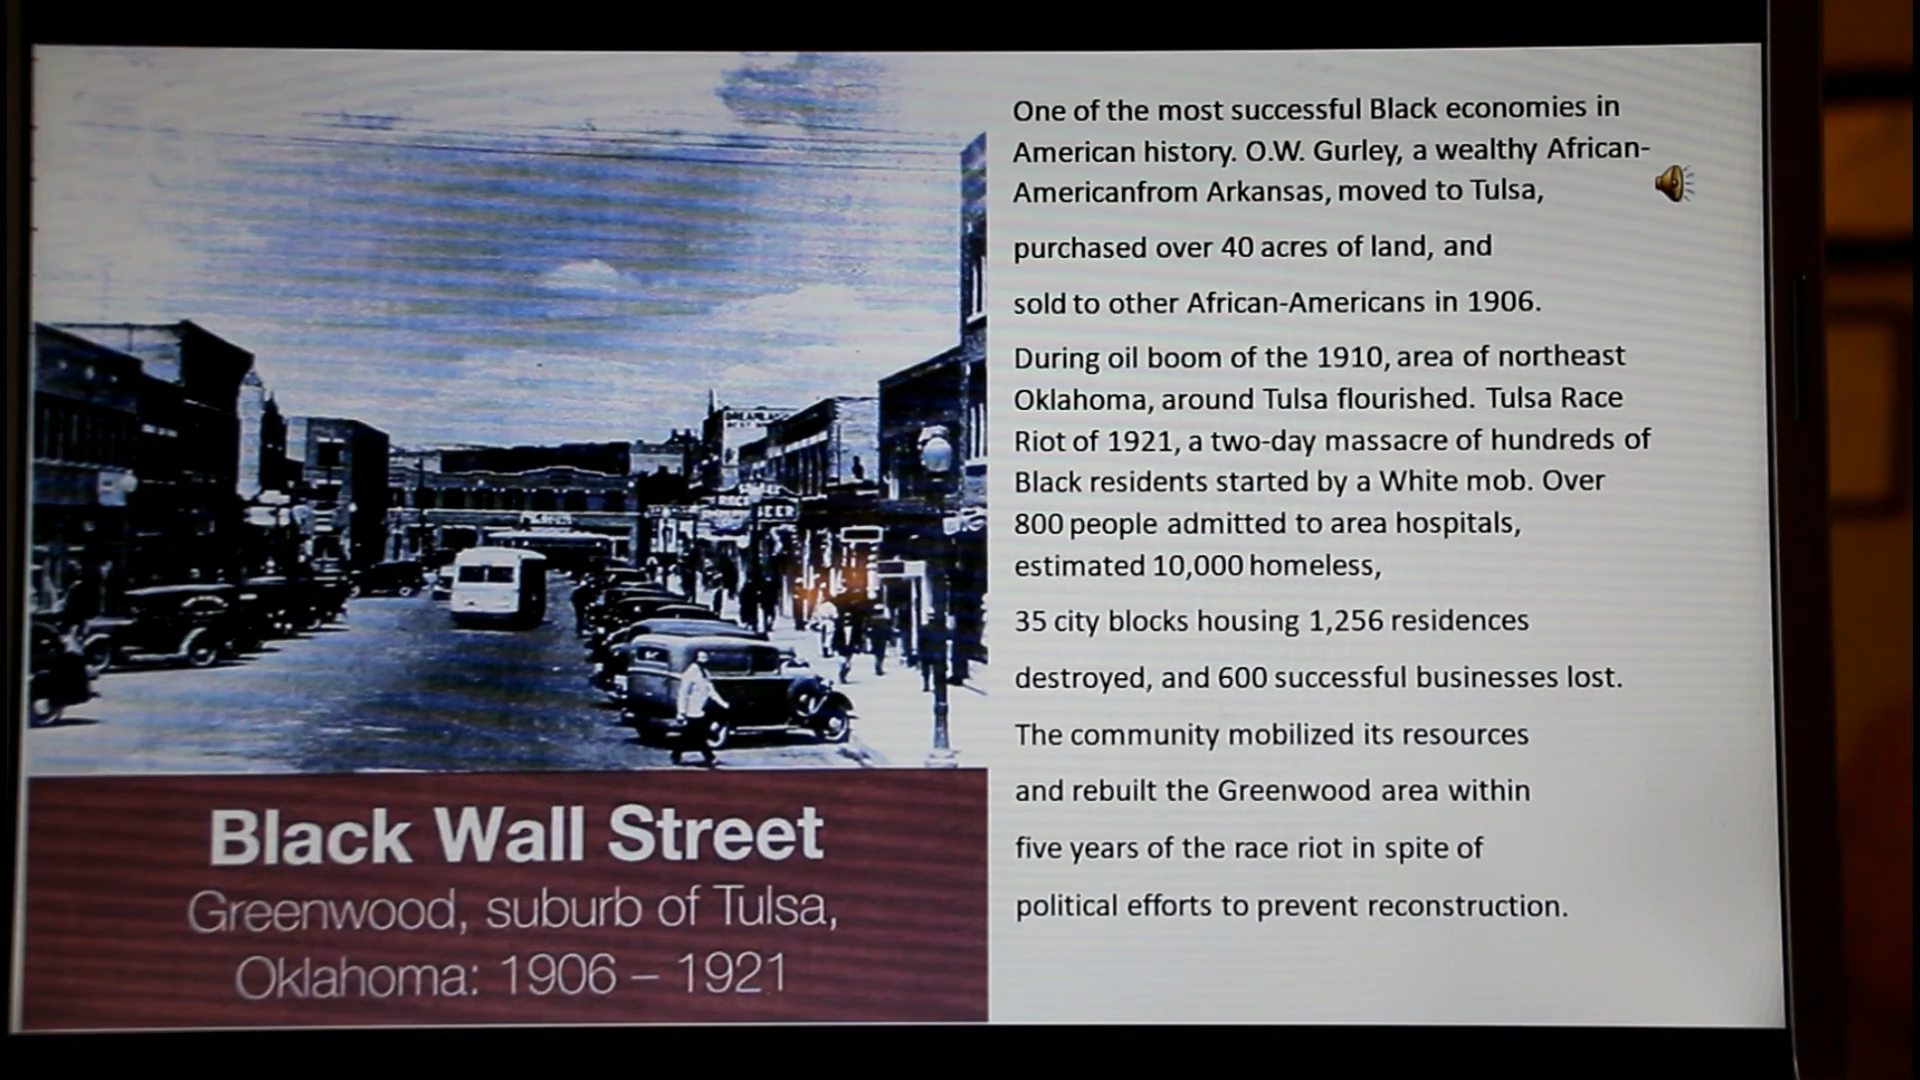 DREAMLAND
BEER
Black Wall Street
Greenwood, suburb of Tulsa,
Oklahoma: 1906 – 1921
One of the most successful Black economies in
American history. O.W. Gurley, a wealthy African-
Americanfrom Arkansas, moved to Tulsa,
purchased over 40 acres of land, and
sold to other African-Americans in 1906.
During oil boom of the 1910, area of northeast
Oklahoma, around Tulsa flourished. Tulsa Race
Riot of 1921, a two-day massacre of hundreds of
Black residents started by a White mob. Over
800 people admitted to area hospitals,
estimated 10,000 homeless,
35 city blocks housing 1,256 residences
destroyed, and 600 successful businesses lost.
The community mobilized its resources
and rebuilt the Greenwood area within
five years of the race riot in spite of
political efforts to prevent reconstruction.